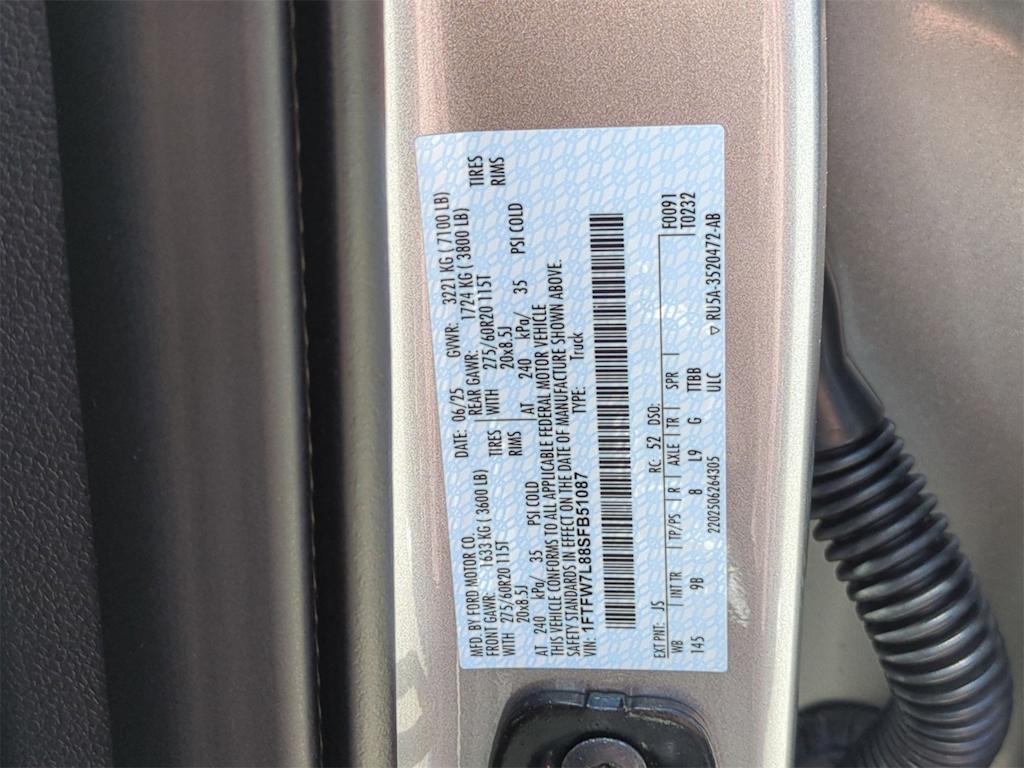 MFD. BY FORD MOTOR CO.
DATE: 06/25 GVWR: 3221 KG ( 7100 LB)
FRONT GAWR: 1633 KG ( 3600 LB) REAR GAWR: 1724 KG ( 3800 LB)
WITH 275/60R20 115T TIRES WITH 275/60R20 115T TIRES
20x8.5J RIMS 20x8.5J RIMS
AT 240 kPa/ 35 PSI COLD AT 240 kPa/ 35 PSI COLD
THIS VEHICLE CONFORMS TO ALL APPLICABLE FEDERAL MOTOR VEHICLE
SAFETY STANDARDS IN EFFECT ON THE DATE OF MANUFACTURE SHOWN ABOVE.
VIN: 1FTFW7L88SFB51087 TYPE: Truck
EXT PNT: JS RC: 52 DSO: F0091
WB INT TR TP/PS R AXLE TR SPR T0232
145 9B 8 L9 G TTBB
2202506264305 ULC ▽ RU5A-3520472-AB